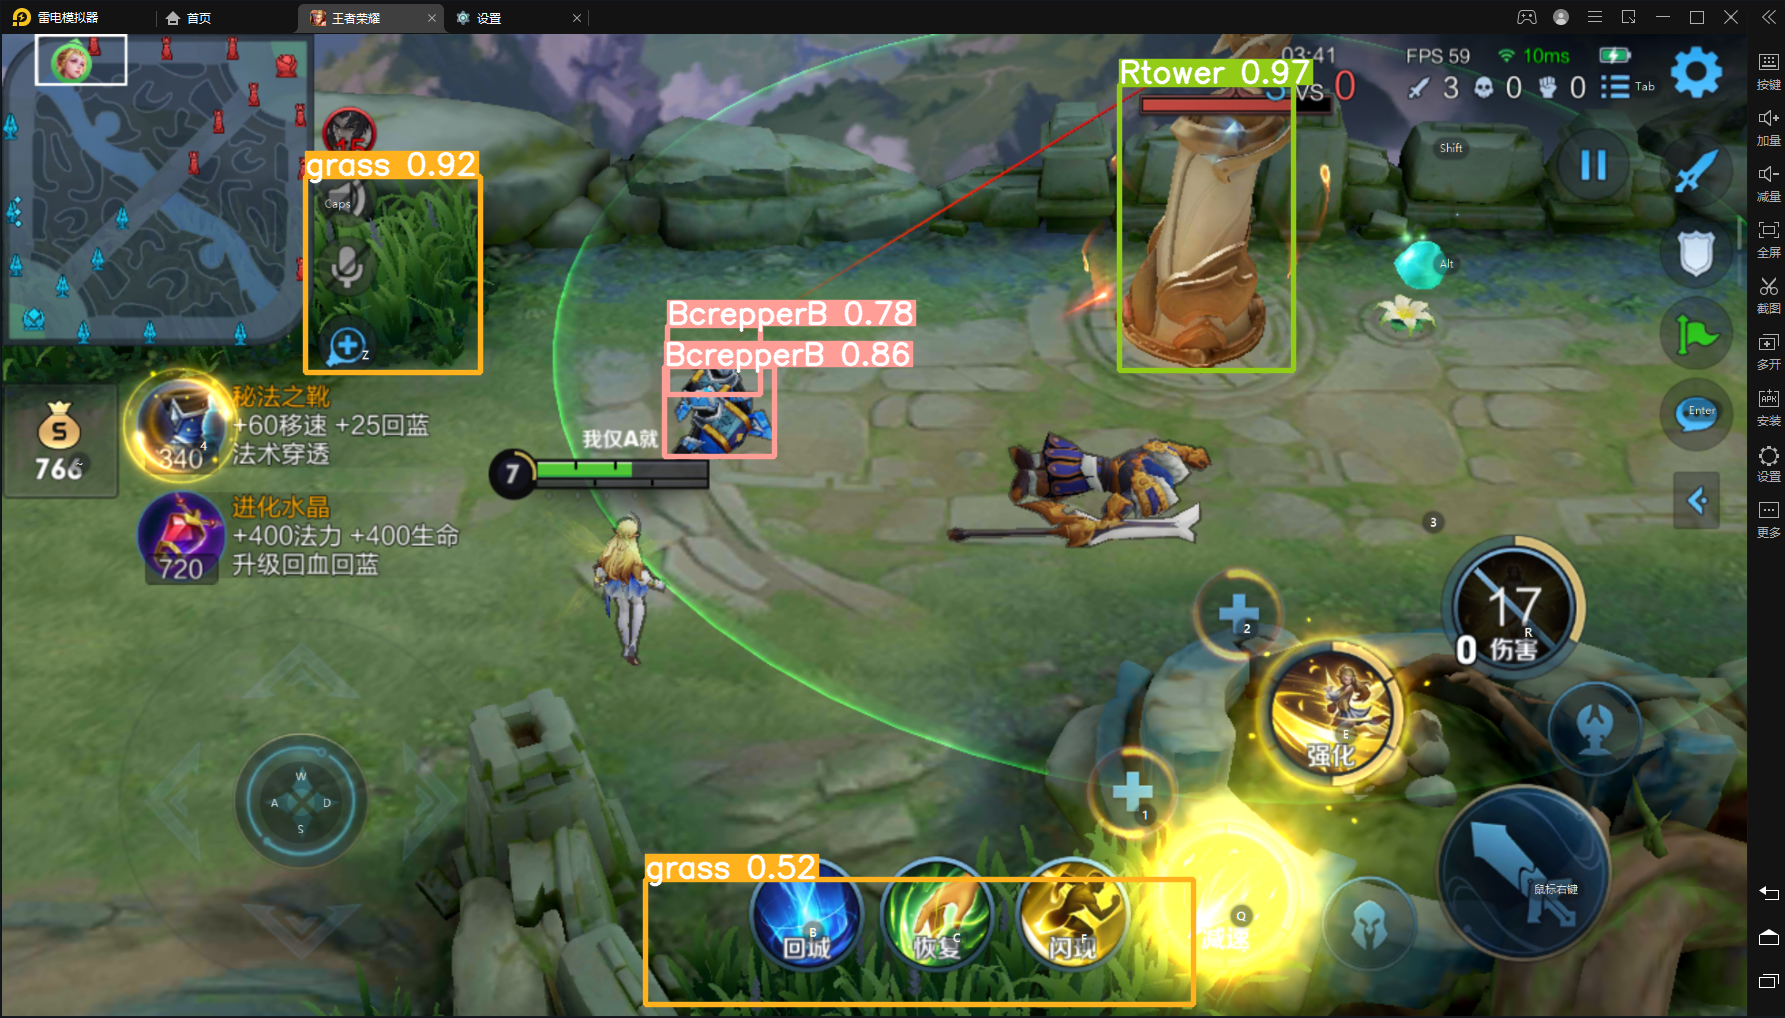 雷电模拟器
首页
王者荣耀
设置
03:41
FPS 59
10ms
Rtower 0.97
VS 0
3
0
0
Tab
按键
加量
减量
全屏
截图
多开
APK
安装
设置
更多
Shift
15
grass 0.92
Caps
Z
Alt
BcrepperB 0.78
BcrepperB 0.86
Enter
S
766
4
340
秘法之靴
+60移速 +25回蓝
法术穿透
我仅A就
7
720
进化水晶
+400法力 +400生命
升级回血回蓝
3
17
R
0 伤害
2
E
强化
W
A
D
S
1
grass 0.52
B
回城
C
恢复
F
闪现
Q
减速
鼠标右键